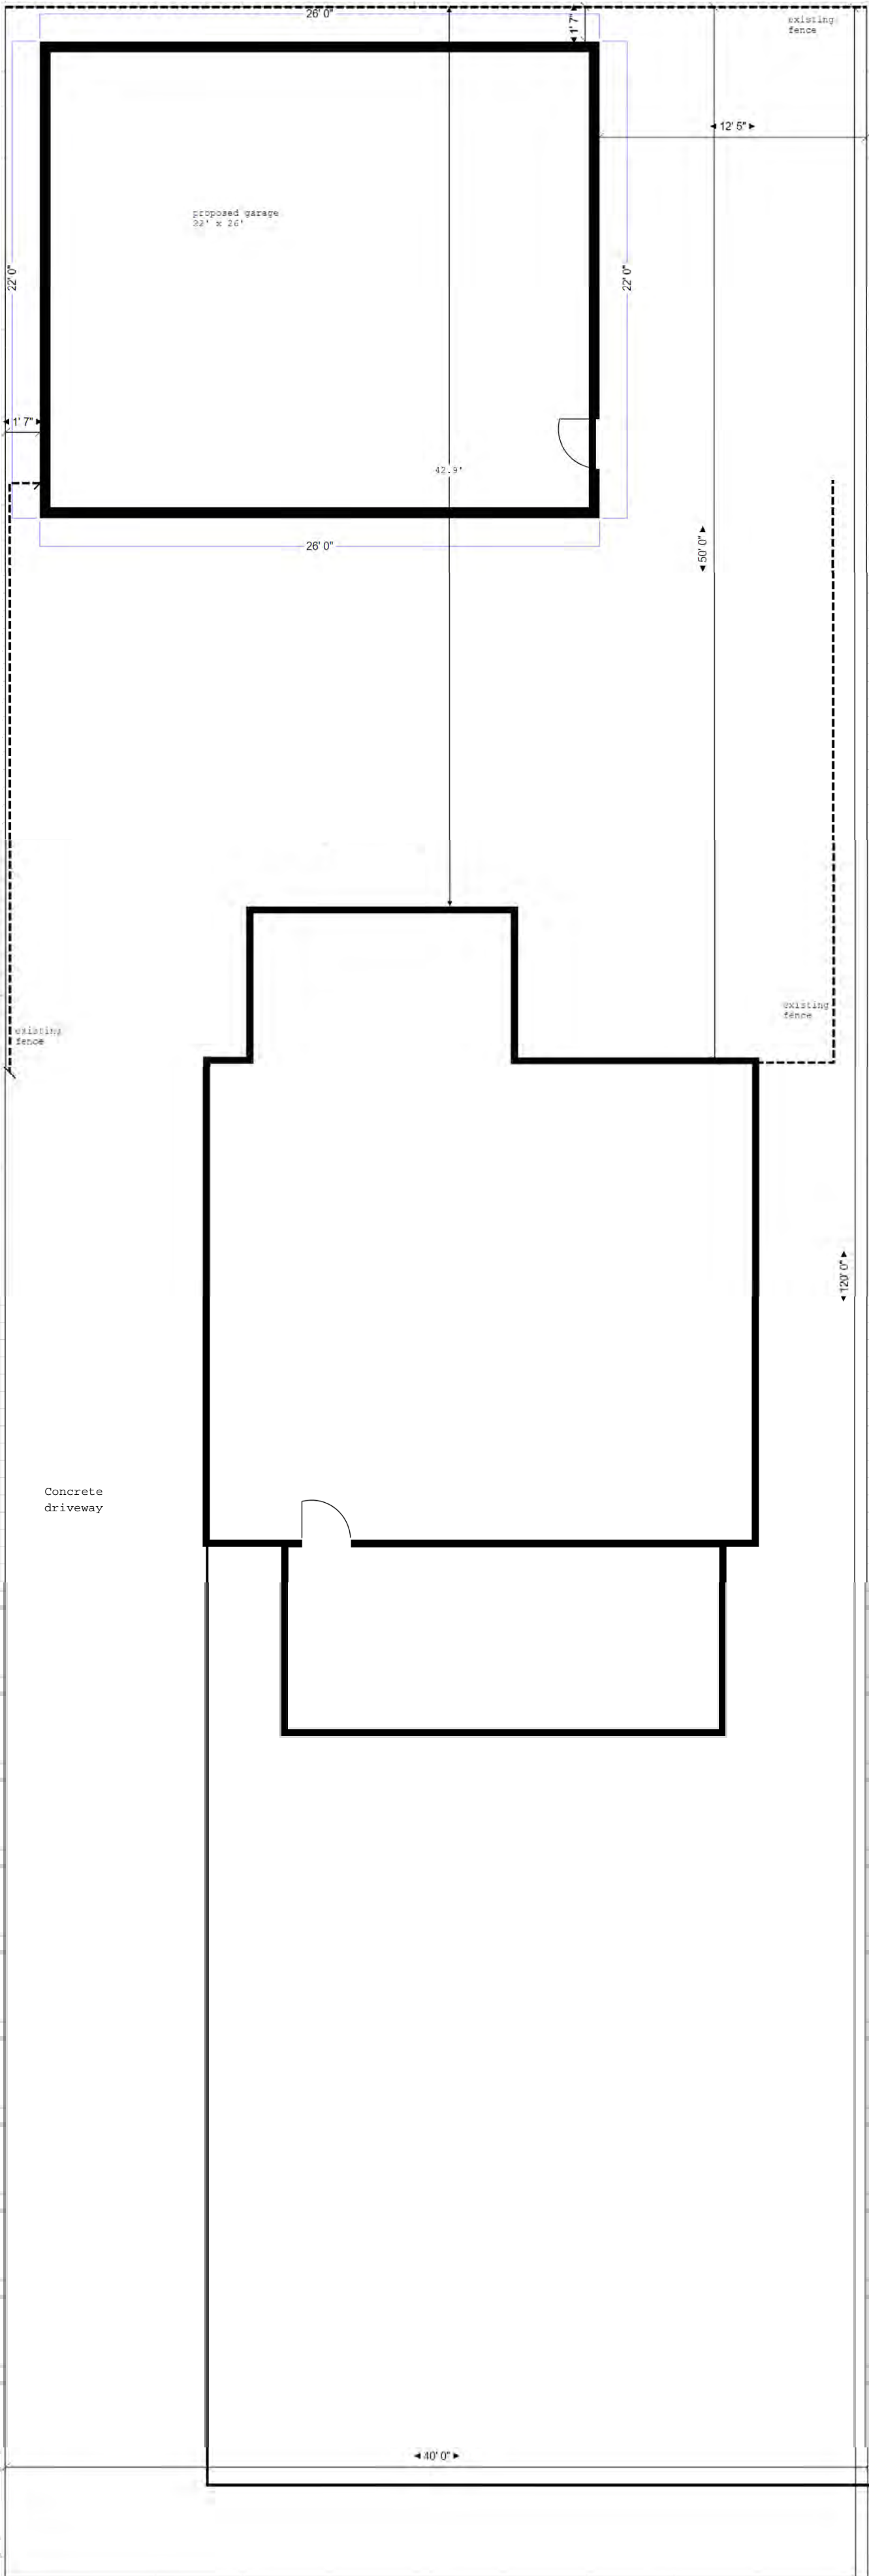 26' 0"
1' 7"
existing
fence
12' 5"
proposed garage
22' x 26'
22' 0"
22' 0"
1' 7"
42.9'
26' 0"
50' 0"
existing
fence
existing
fence
120' 0"
Concrete
driveway
40' 0"